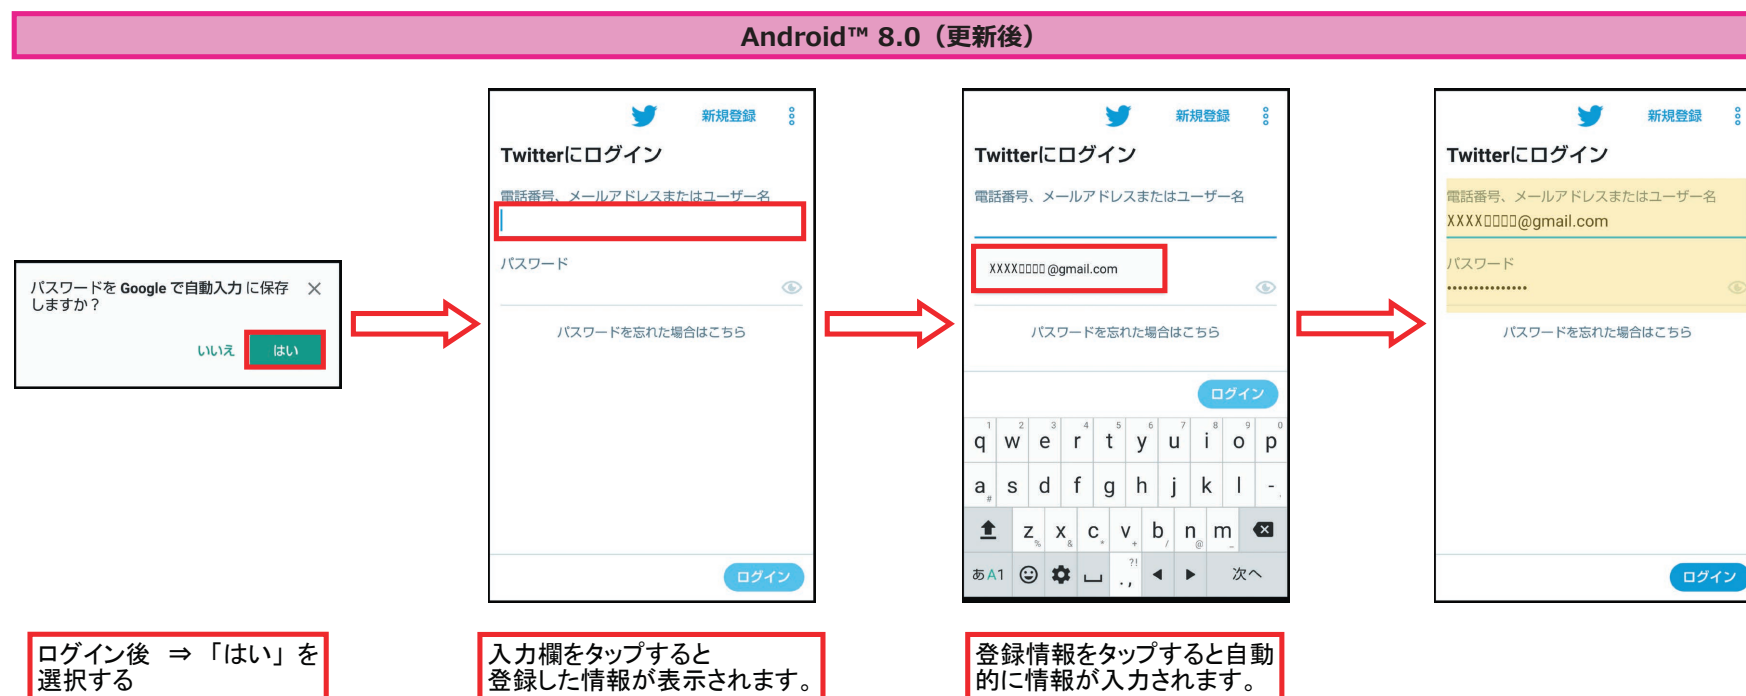 Android™ 8.0（更新後）
パスワードを Google で自動入力 に保存
しますか？
いいえ
はい
新規登録
Twitterにログイン
電話番号、メールアドレスまたはユーザー名
パスワード
パスワードを忘れた場合はこちら
ログイン
新規登録
Twitterにログイン
電話番号、メールアドレスまたはユーザー名
XXXX▯▯▯▯@gmail.com
パスワードを忘れた場合はこちら
ログイン
1 2 3 4 5 6 7 8 9 0
q w e r t y u i o p
a s d f g h j k l -
#
z x c v b n m
% & * + / @ _
?!
あA1 . , 次へ
新規登録
Twitterにログイン
電話番号、メールアドレスまたはユーザー名
XXXX▯▯▯▯@gmail.com
パスワード
•••••••••••••••
パスワードを忘れた場合はこちら
ログイン
ログイン後 ⇒ 「はい」を
選択する
入力欄をタップすると
登録した情報が表示されます。
登録情報をタップすると自動
的に情報が入力されます。